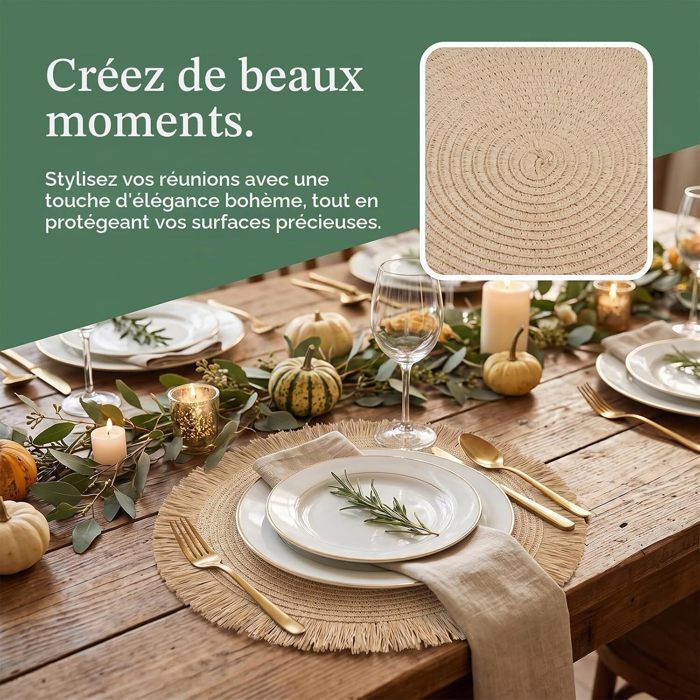 Créez de beaux
moments.
Stylisez vos réunions avec une
touche d'élégance bohème, tout en
protégeant vos surfaces précieuses.